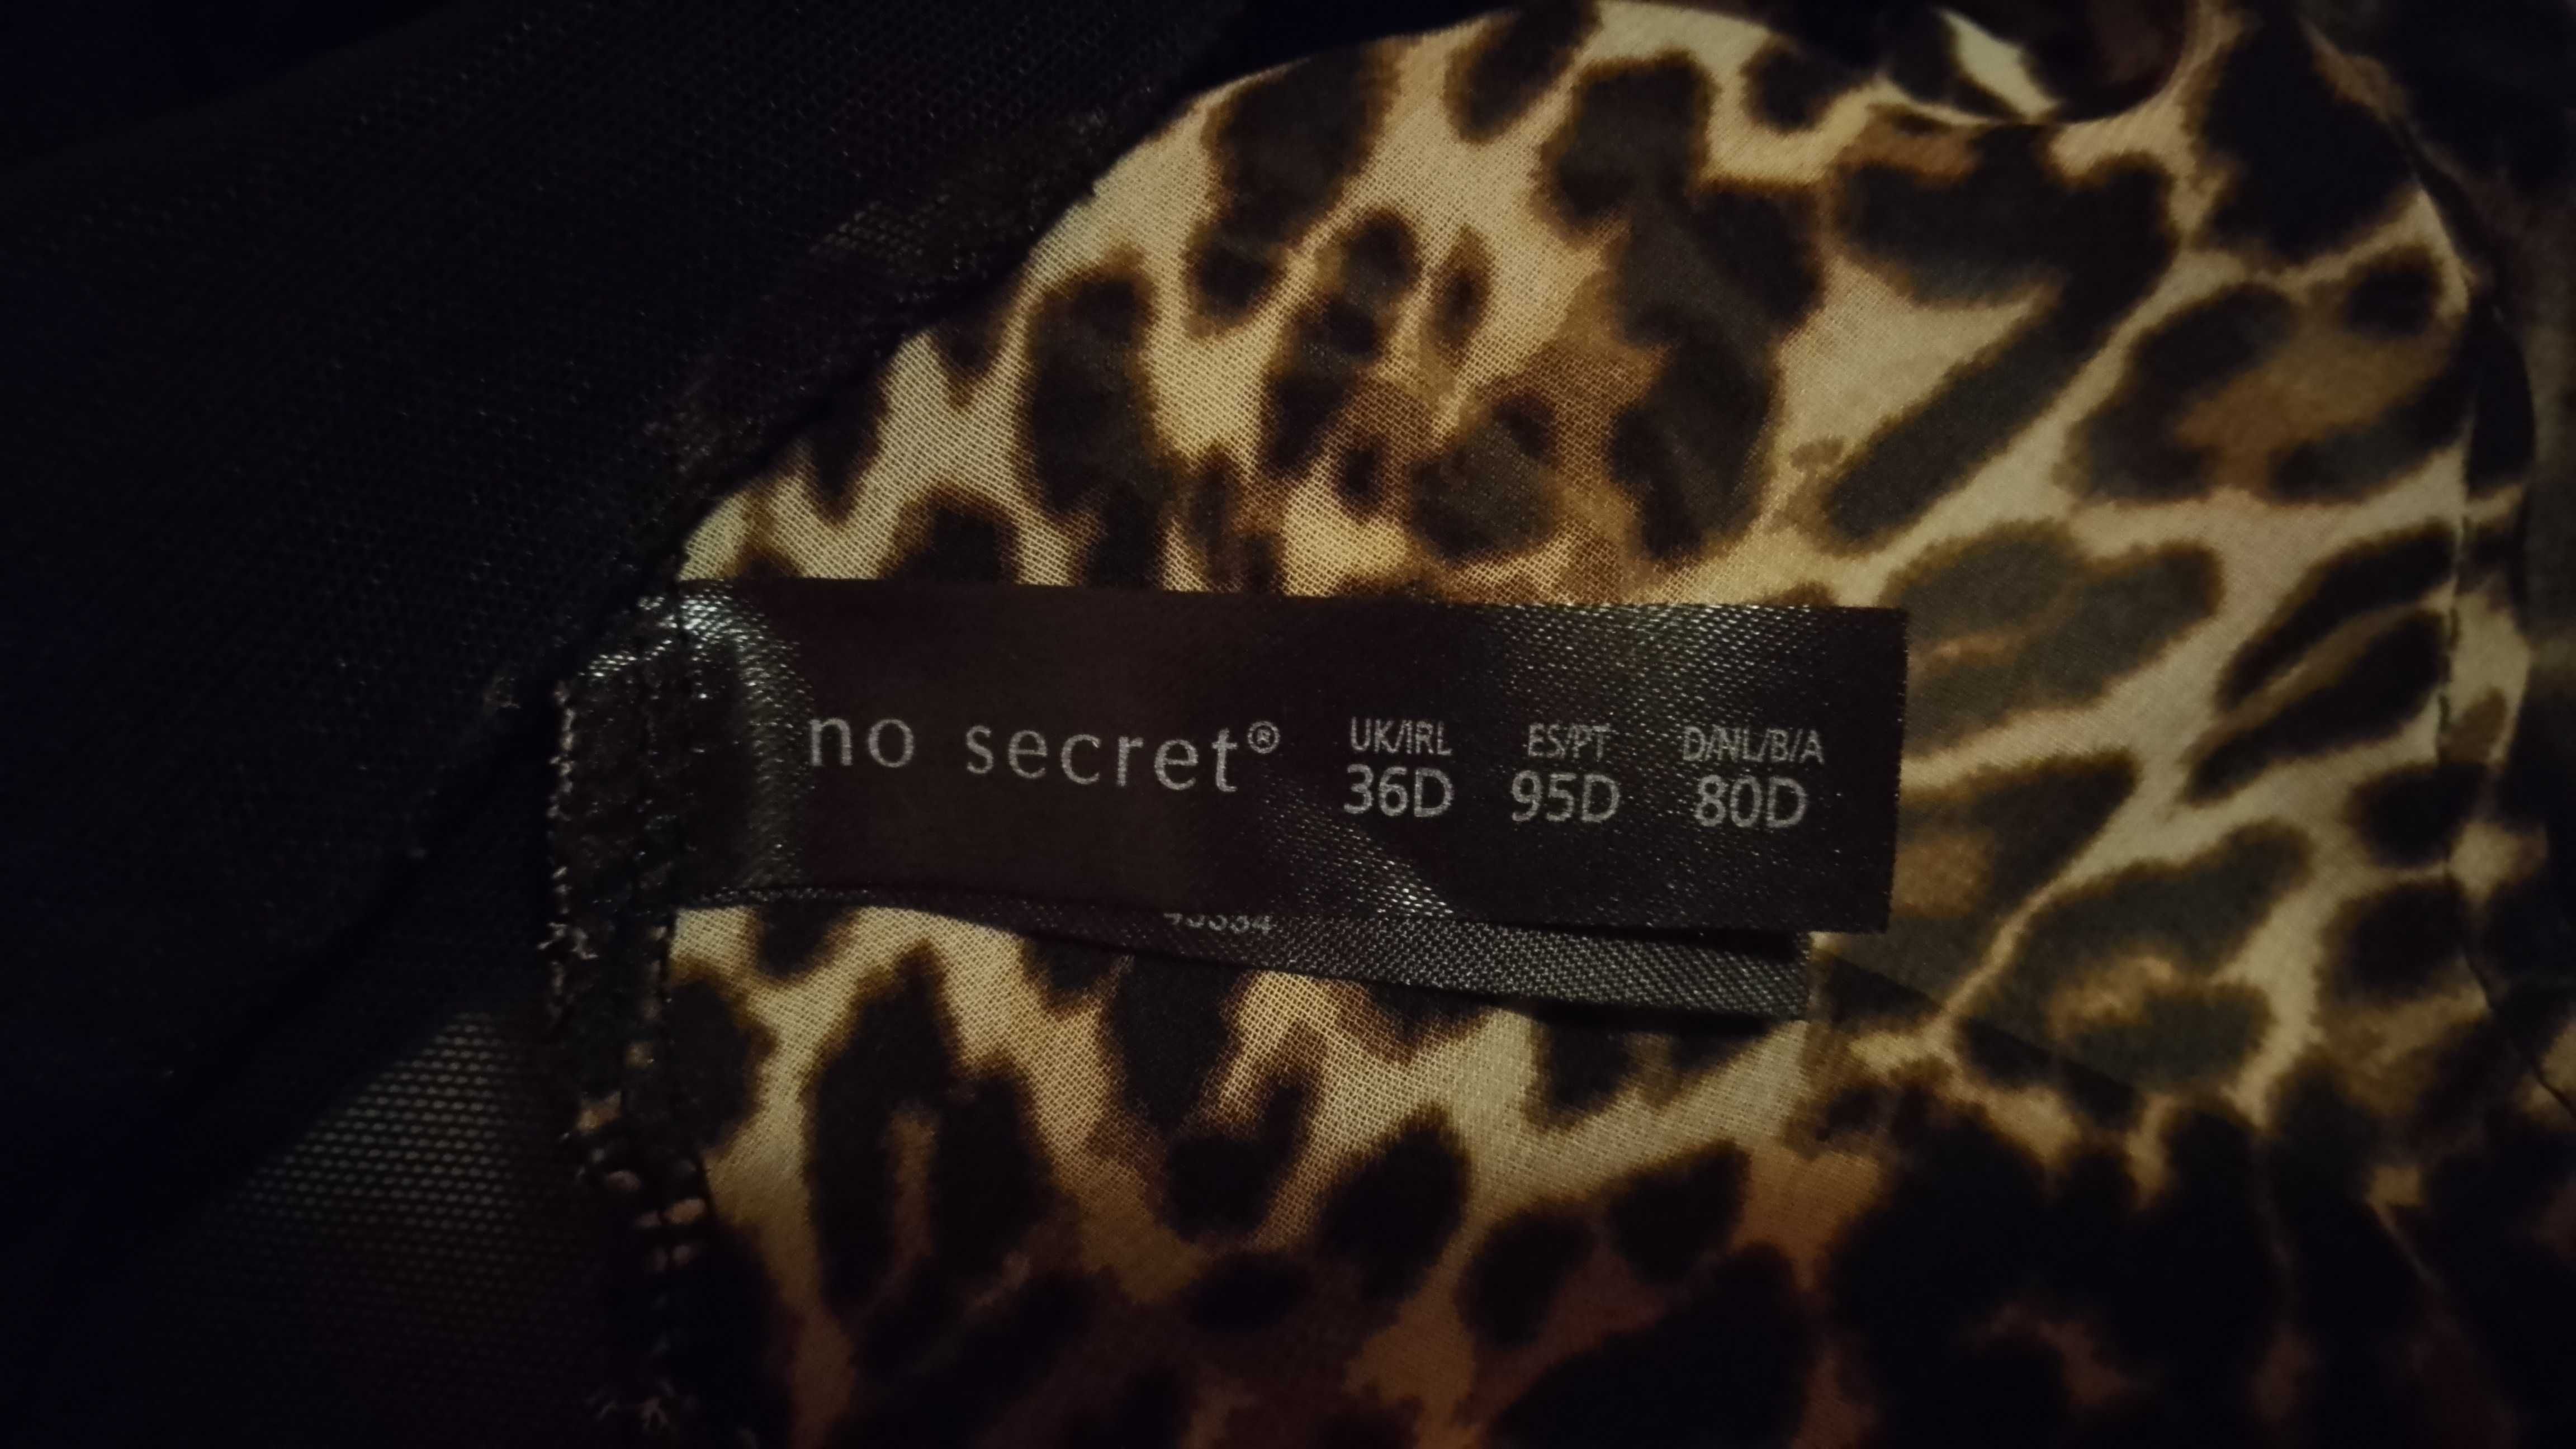 no secret®
UK/IRL ES/PT D/NL/B/A
36D 95D 80D